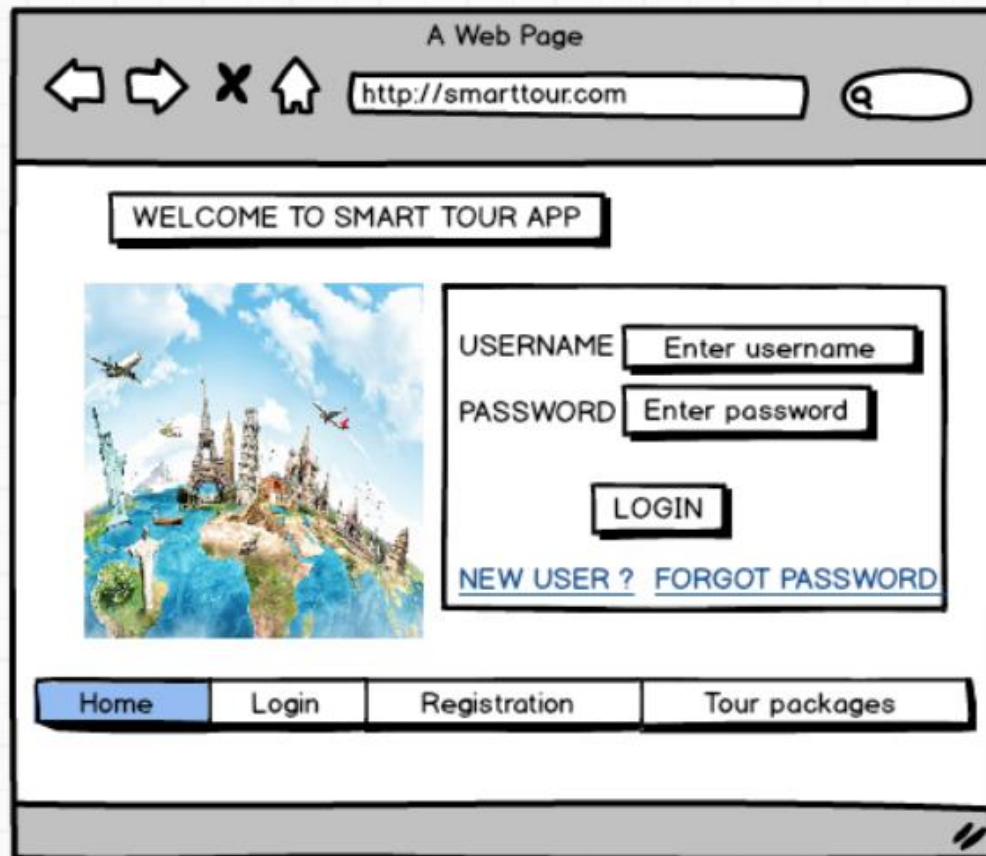 A Web Page
http://smarttour.com
WELCOME TO SMART TOUR APP
USERNAME Enter username
PASSWORD Enter password
LOGIN
NEW USER ? FORGOT PASSWORD
Home Login Registration Tour packages